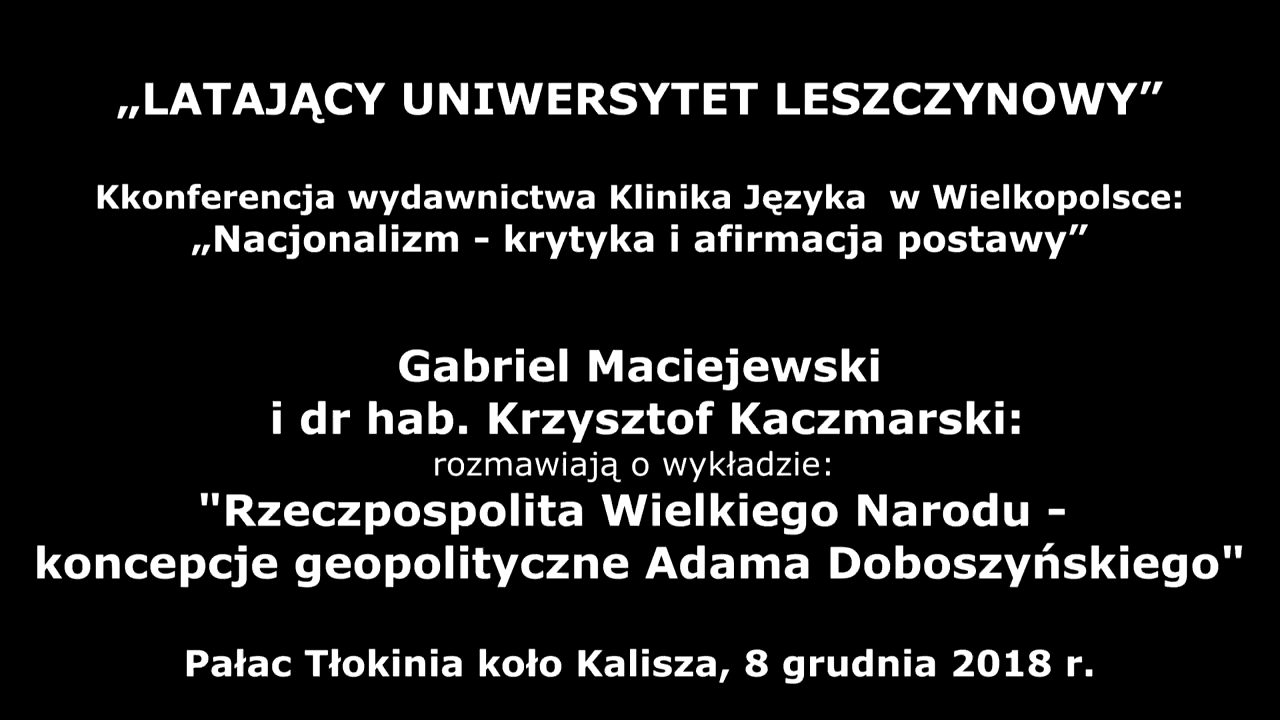 „LATAJĄCY UNIWERSYTET LESZCZYNOWY”
Kkonferencja wydawnictwa Klinika Języka  w Wielkopolsce:
„Nacjonalizm - krytyka i afirmacja postawy”
Gabriel Maciejewski
i dr hab. Krzysztof Kaczmarski:
rozmawiają o wykładzie:
"Rzeczpospolita Wielkiego Narodu -
koncepcje geopolityczne Adama Doboszyńskiego"
Pałac Tłokinia koło Kalisza, 8 grudnia 2018 r.